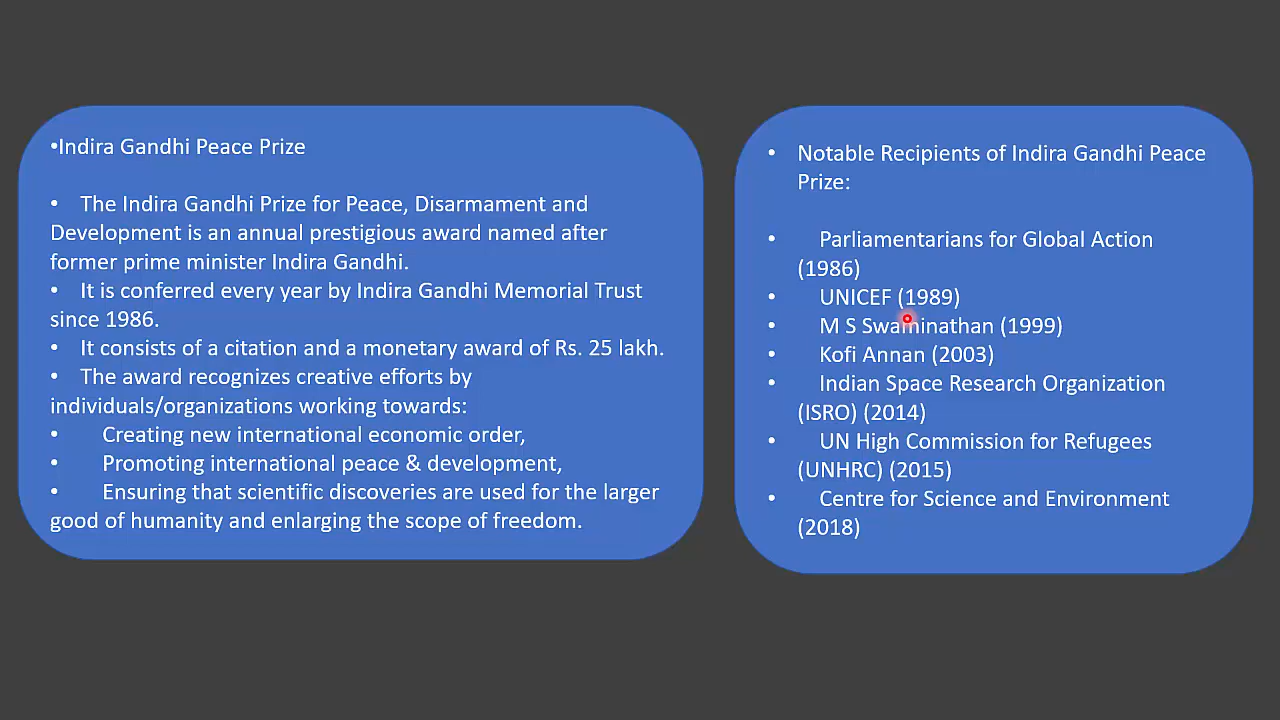 •Indira Gandhi Peace Prize
• The Indira Gandhi Prize for Peace, Disarmament and
Development is an annual prestigious award named after
former prime minister Indira Gandhi.
• It is conferred every year by Indira Gandhi Memorial Trust
since 1986.
• It consists of a citation and a monetary award of Rs. 25 lakh.
• The award recognizes creative efforts by
individuals/organizations working towards:
• Creating new international economic order,
• Promoting international peace & development,
• Ensuring that scientific discoveries are used for the larger
good of humanity and enlarging the scope of freedom.
• Notable Recipients of Indira Gandhi Peace
Prize:
• Parliamentarians for Global Action
(1986)
• UNICEF (1989)
• M S Swaminathan (1999)
• Kofi Annan (2003)
• Indian Space Research Organization
(ISRO) (2014)
• UN High Commission for Refugees
(UNHRC) (2015)
• Centre for Science and Environment
(2018)